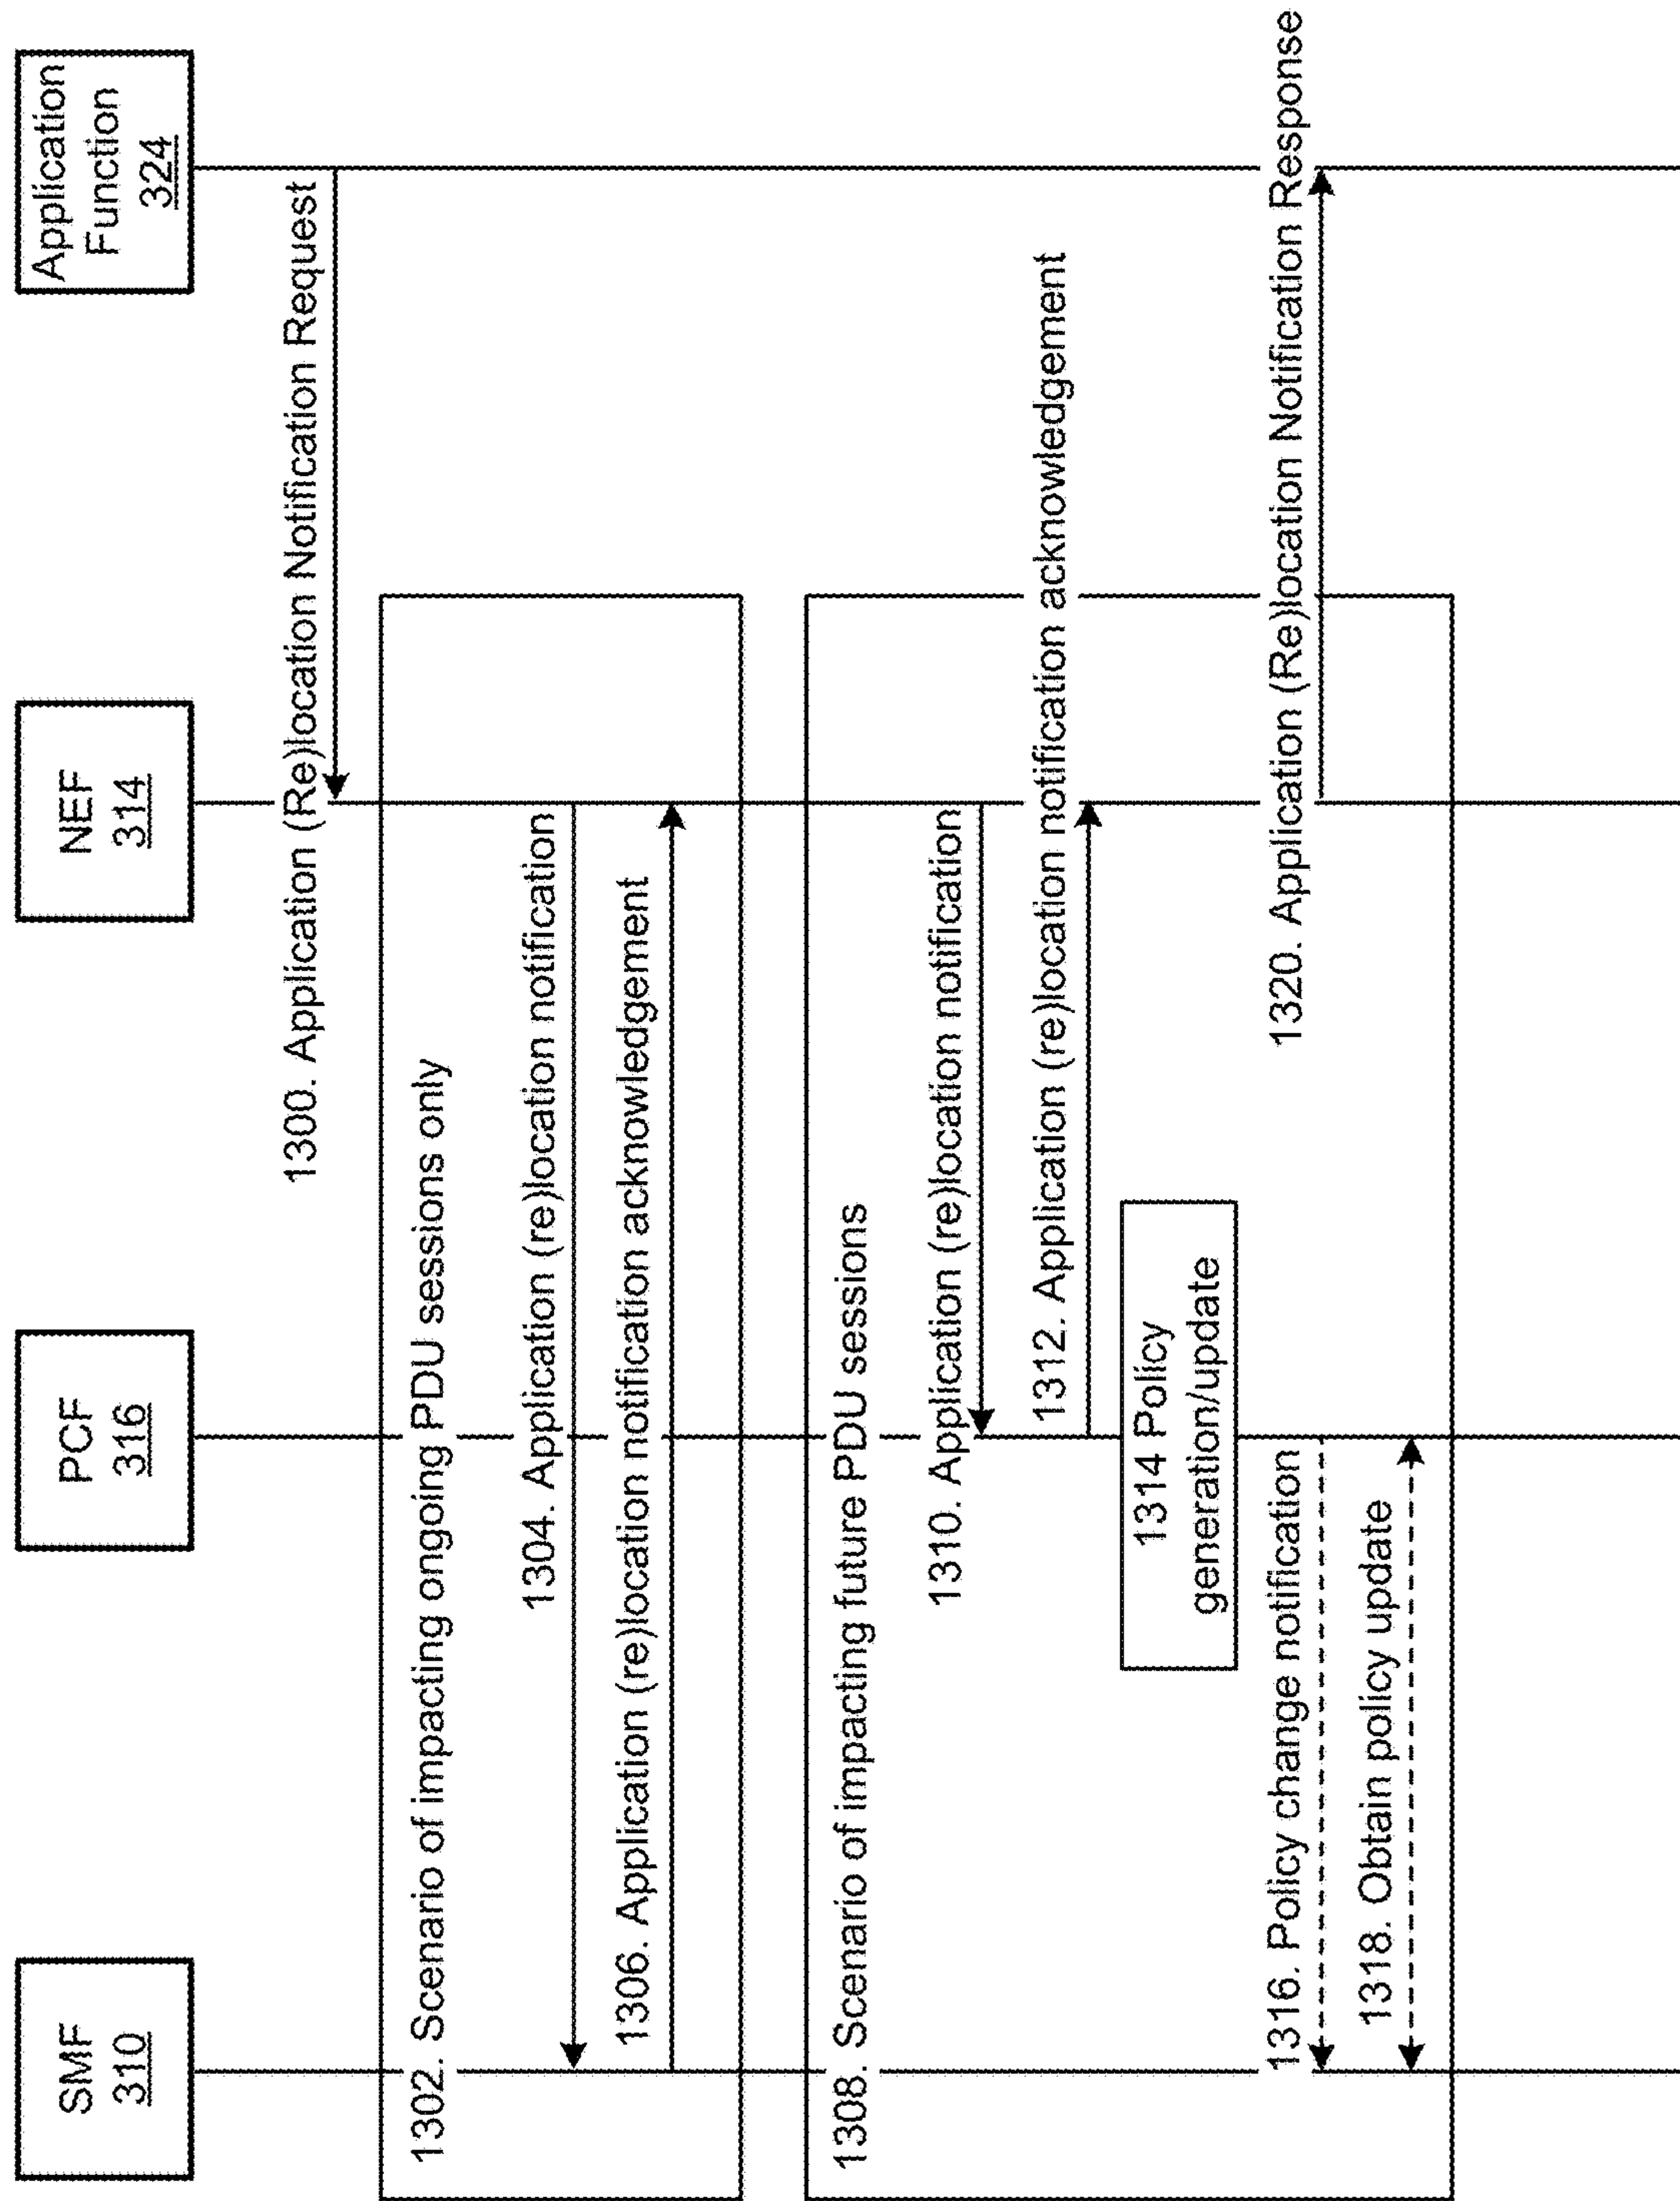 SMF
310
PCF
316
NEF
314
Application
Function
324
1300. Application (Re)location Notification Request
1302. Scenario of impacting ongoing PDU sessions only
1304. Application (re)location notification
1306. Application (re)location notification acknowledgement
1308. Scenario of impacting future PDU sessions
1310. Application (re)location notification
1312. Application (re)location notification acknowledgement
1314 Policy
generation/update
1316. Policy change notification
1320. Application (Re)location Notification Response
1318. Obtain policy update